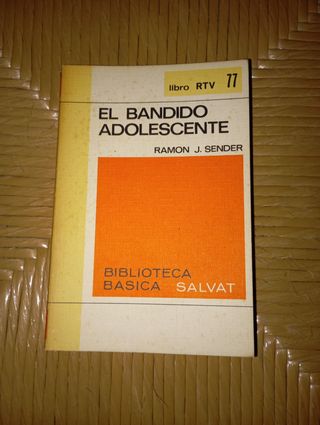 libro RTV 77
EL BANDIDO
ADOLESCENTE
RAMON J. SENDER
BIBLIOTECA
BASICA SALVAT